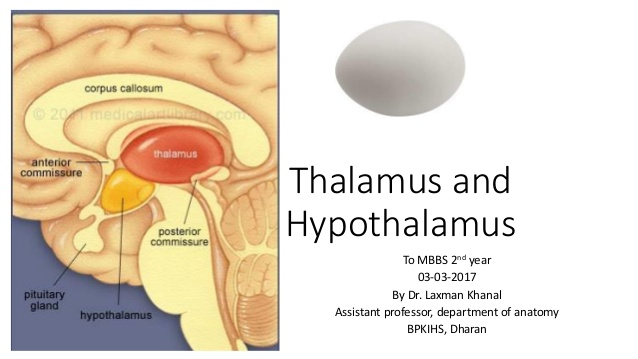 corpus callosum
thalamus
anterior
commissure
posterior
commissure
pituitary
gland
hypothalamus
Thalamus and
Hypothalamus
To MBBS 2nd year
03-03-2017
By Dr. Laxman Khanal
Assistant professor, department of anatomy
BPKIHS, Dharan